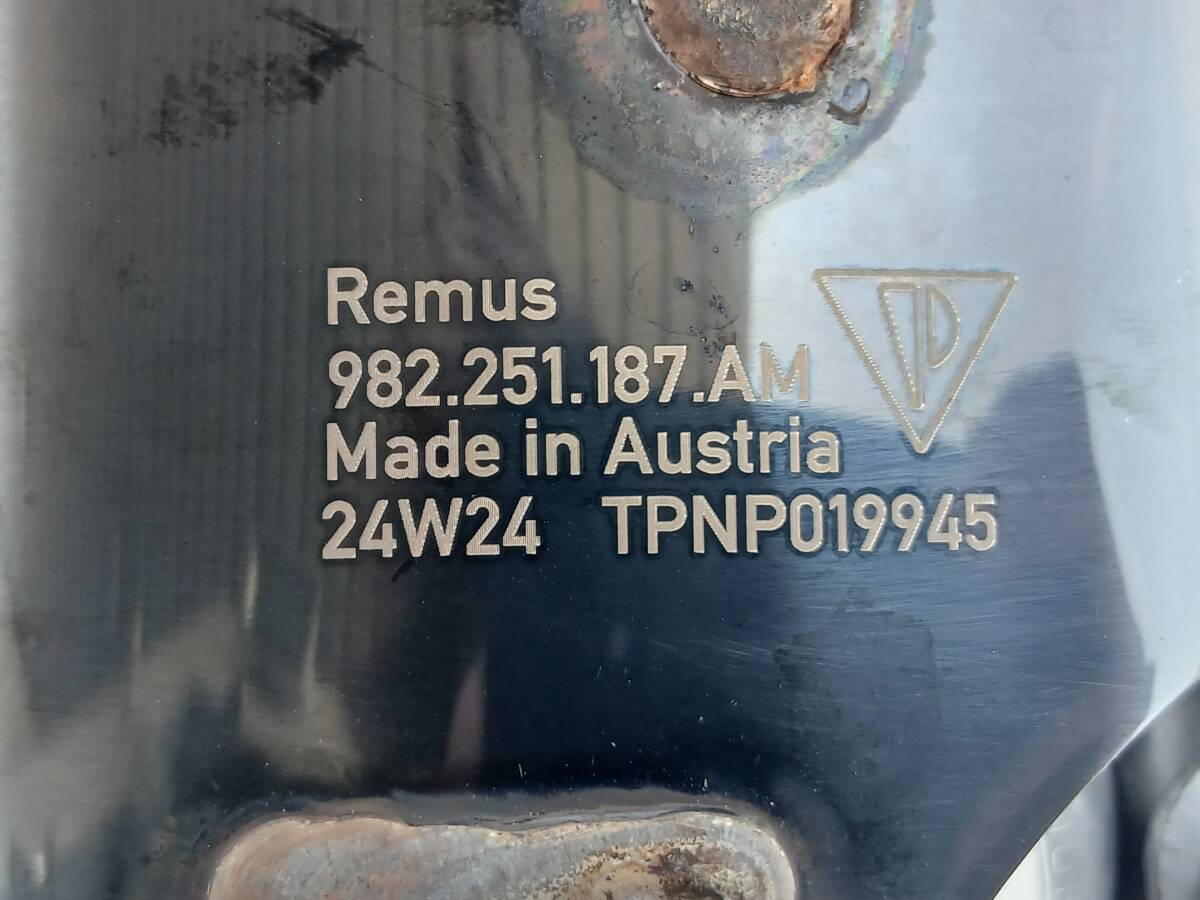 Remus
982.251.187.AM
Made in Austria
24W24 TPNP019945